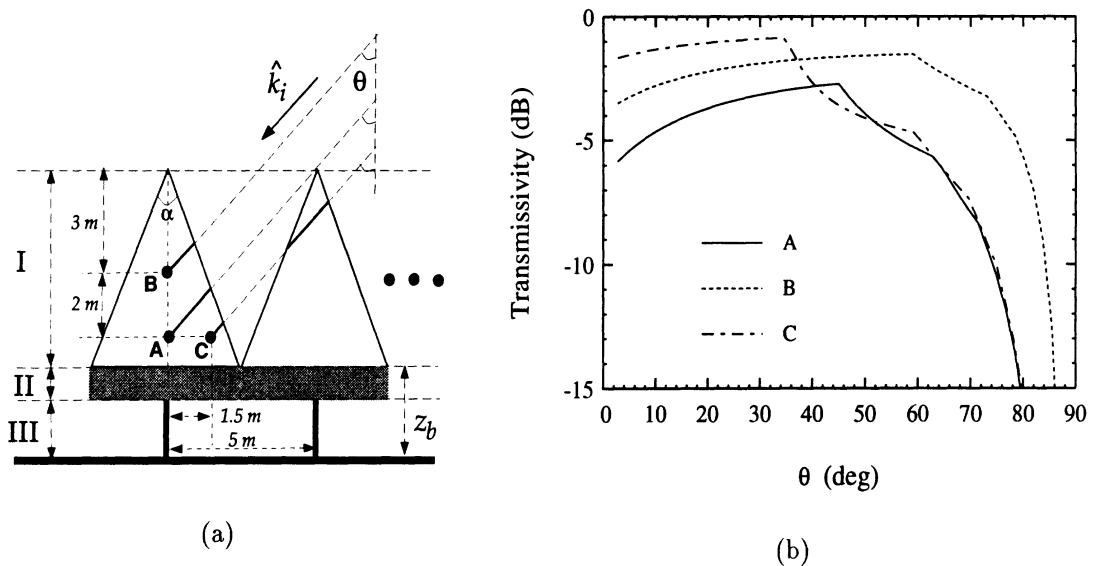 k̂i
θ
I
3 m
α
B
2 m
A
C
II
III
1.5 m
5 m
zb
(a)
Transmissivity (dB)
0
-5
-10
-15
A
B
C
0 10 20 30 40 50 60 70 80 90
θ (deg)
(b)